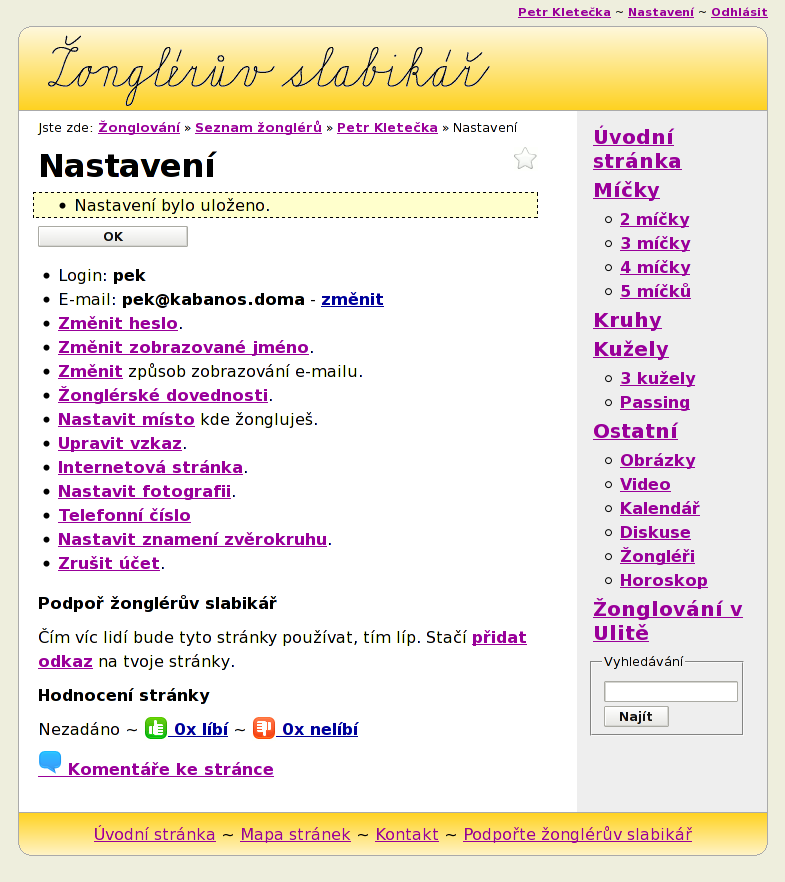 Petr Kletečka ~ Nastavení ~ Odhlásit
Žonglérův slabikář
Jste zde: Žonglování » Seznam žonglérů » Petr Kletečka » Nastavení
Nastavení
Nastavení bylo uloženo.
OK
Login: pek
E-mail: pek@kabanos.doma - změnit
Změnit heslo.
Změnit zobrazované jméno.
Změnit způsob zobrazování e-mailu.
Žonglérské dovednosti.
Nastavit místo kde žongluješ.
Upravit vzkaz.
Internetová stránka.
Nastavit fotografii.
Telefonní číslo
Nastavit znamení zvěrokruhu.
Zrušit účet.
Podpoř žonglérův slabikář
Čím víc lidí bude tyto stránky používat, tím líp. Stačí přidat
odkaz na tvoje stránky.
Hodnocení stránky
Nezadáno ~ 0x líbí ~ 0x nelíbí
Komentáře ke stránce
Úvodní
stránka
Míčky
2 míčky
3 míčky
4 míčky
5 míčků
Kruhy
Kužely
3 kužely
Passing
Ostatní
Obrázky
Video
Kalendář
Diskuse
Žongléři
Horoskop
Žonglování v
Ulitě
Vyhledávání
Najít
Úvodní stránka ~ Mapa stránek ~ Kontakt ~ Podpořte žonglérův slabikář